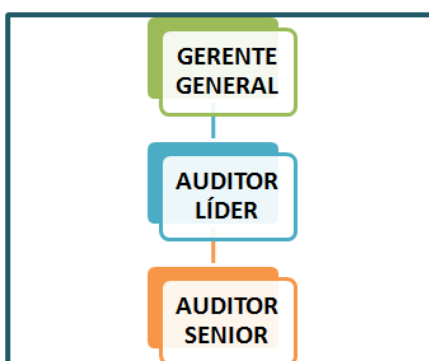 GERENTE
GENERAL
AUDITOR
LÍDER
AUDITOR
SENIOR